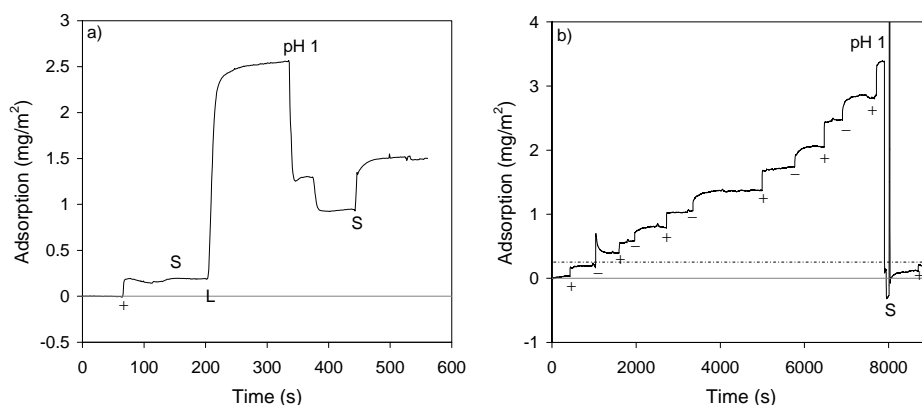 a)
pH 1
3
2.5
2
1.5
1
0.5
0
-0.5
Adsorption (mg/m²)
S
S
+
L
0 100 200 300 400 500 600
Time (s)
b)
pH 1
4
3
2
1
0
-1
Adsorption (mg/m²)
+ − + − + − + − + − +
S
+
0 2000 4000 6000 8000
Time (s)